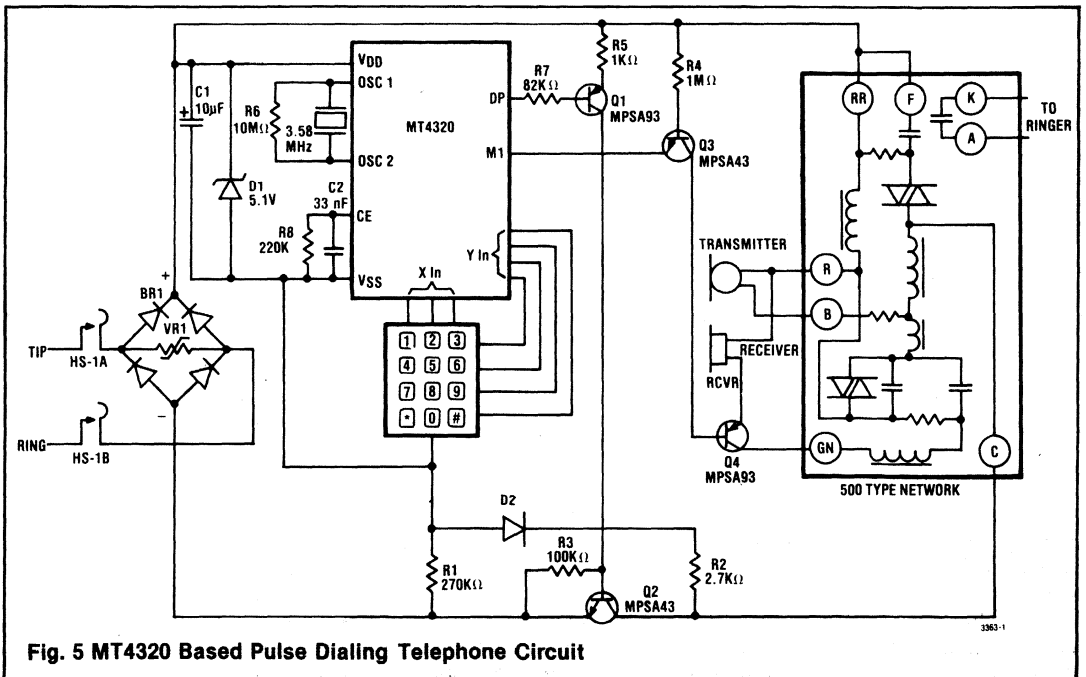 VDD
OSC 1
OSC 2
CE
VSS
MT4320
DP
M1
Y In
X In
C1
10μF
R6
10MΩ
3.58
MHz
D1
5.1V
C2
33 nF
R8
220K
R7
82KΩ
R5
1KΩ
Q1
MPSA93
R4
1MΩ
Q3
MPSA43
RR
F
K
A
TO
RINGER
TRANSMITTER
R
B
RECEIVER
RCVR
Q4
MPSA93
GN
C
500 TYPE NETWORK
+
BR1
VR1
TIP
HS-1A
−
RING
HS-1B
1 2 3
4 5 6
7 8 9
* 0 #
D2
R3
100KΩ
R1
270KΩ
R2
2.7KΩ
Q2
MPSA43
3363-1
Fig. 5 MT4320 Based Pulse Dialing Telephone Circuit